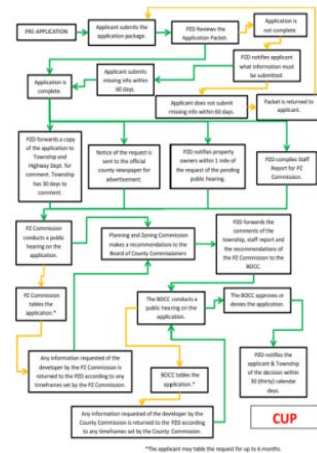 PRE-APPLICATION
Applicant submits the
application package.
PZD Reviews the
Application Packet.
Application is
not complete.
PZD notifies applicant
what information must
be submitted.
Applicant submits
missing info within
60 days.
Application is
complete.
Applicant does not submit
missing info within 60 days.
Packet is returned to
applicant.
PZD forwards a copy
of the application to
Township and
Highway Dept. for
comment. Township
has 30 days to
comment.
Notice of the request is
sent to the official
county newspaper for
advertisement.
PZD notifies property
owners within 1 mile of
the request of the pending
public hearing.
PZD compiles Staff
Report for PZ
Commission.
PZ Commission
conducts a public
hearing on the
application.
Planning and Zoning Commission
makes a recommendation to the
Board of County Commissioners
PZD forwards the
comments of the
township, staff report and
the recommendations of
the PZ Commission to the
BOCC.
PZ Commission
tables the
application.*
The BOCC conducts a
public hearing on the
application.
The BOCC approves or
denies the application.
Any information requested of the
developer by the PZ Commission
is returned to the PZD according to any
timeframes set by the PZ Commission.
BOCC tables the
application.*
PZD notifies the
applicant & Township
of the decision within
30 (thirty) calendar
days.
Any information requested of the developer by the
County Commission is returned to the PZD according
to any timeframes set by the County Commission.
CUP
*The applicant may table the request for up to 6 months.